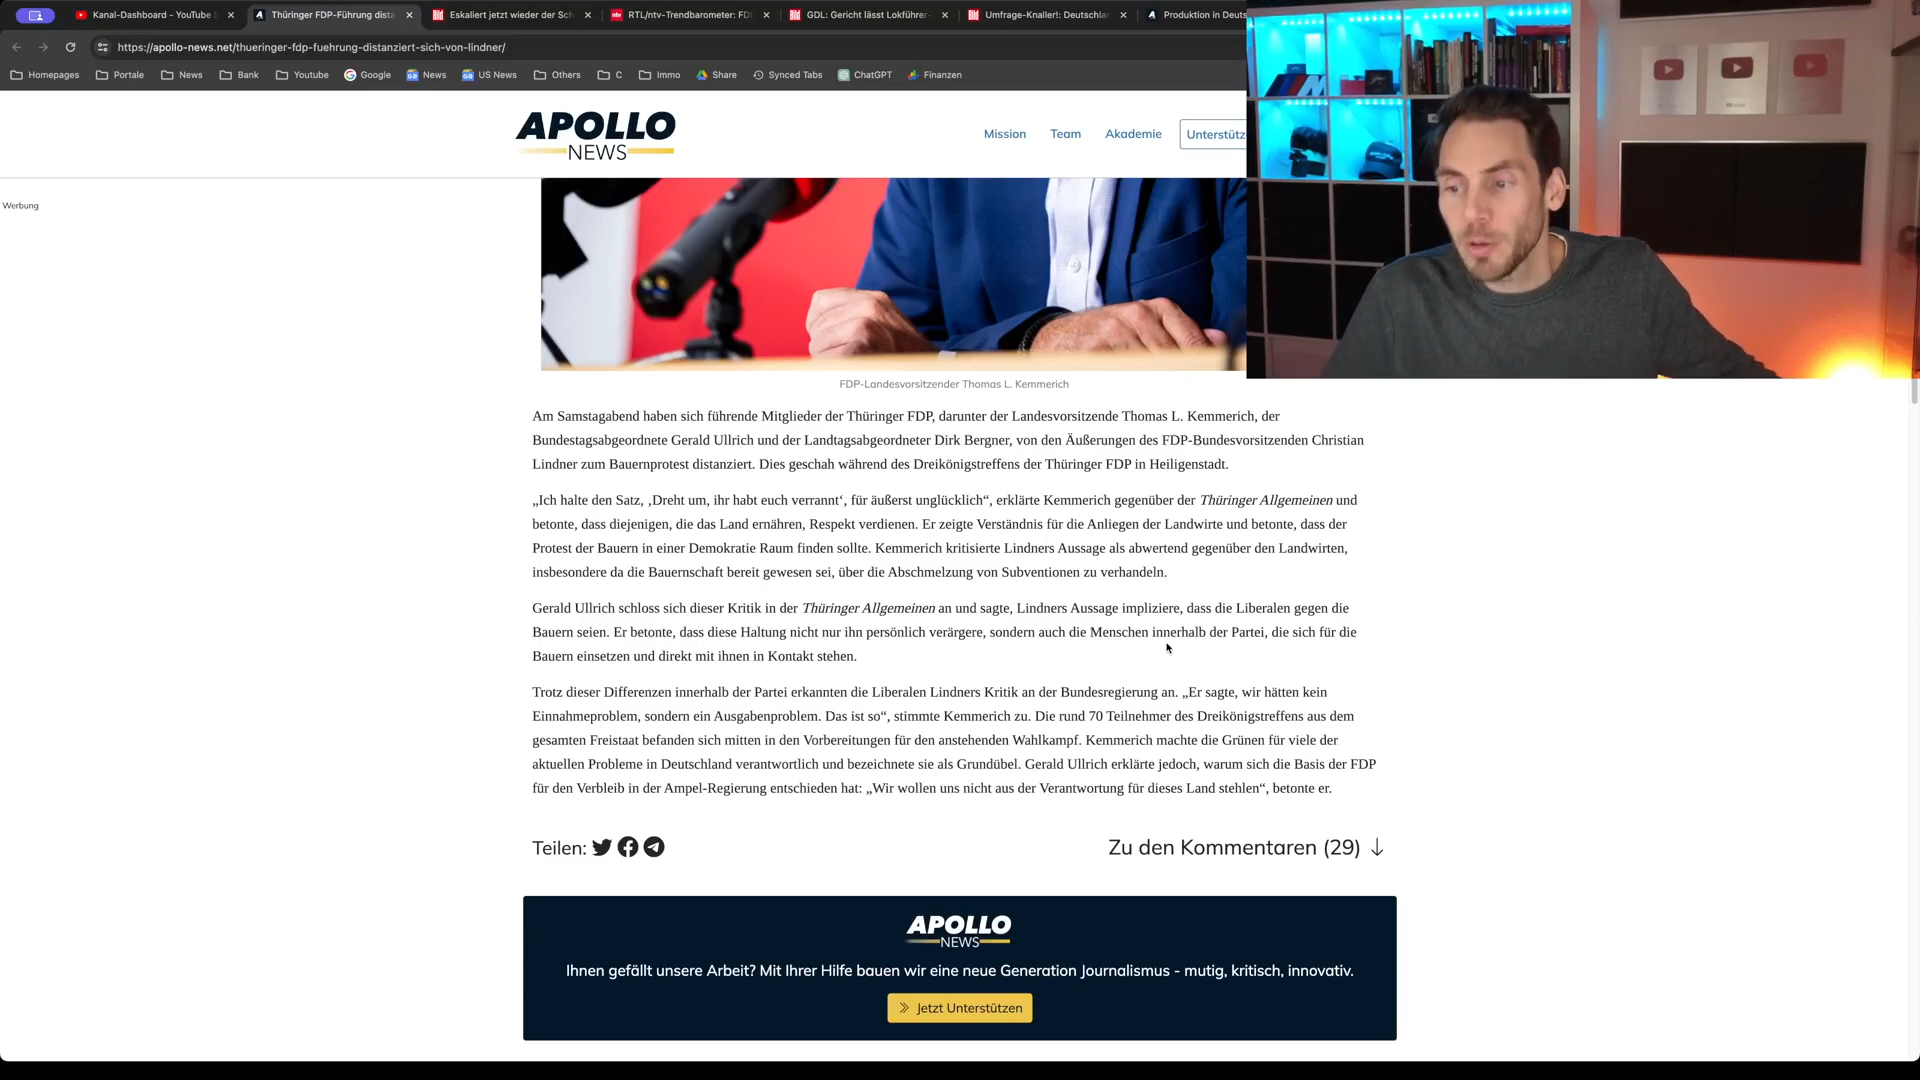 Kanal-Dashboard - YouTube
Thüringer FDP-Führung dista
Eskaliert jetzt wieder der Sch
RTL/ntv-Trendbarometer: FD
GDL: Gericht lässt Lokführer-
Umfrage-Knaller!: Deutschla
Produktion in Deuts
https://apollo-news.net/thueringer-fdp-fuehrung-distanziert-sich-von-lindner/
Homepages
Portale
News
Bank
Youtube
Google
News
US News
Others
C
Immo
Share
Synced Tabs
ChatGPT
Finanzen
APOLLO
NEWS
Mission
Team
Akademie
Unterstütz
Werbung
FDP-Landesvorsitzender Thomas L. Kemmerich
Am Samstagabend haben sich führende Mitglieder der Thüringer FDP, darunter der Landesvorsitzende Thomas L. Kemmerich, der
Bundestagsabgeordnete Gerald Ullrich und der Landtagsabgeordneter Dirk Bergner, von den Äußerungen des FDP-Bundesvorsitzenden Christian
Lindner zum Bauernprotest distanziert. Dies geschah während des Dreikönigstreffens der Thüringer FDP in Heiligenstadt.
„Ich halte den Satz, ‚Dreht um, ihr habt euch verrannt‘, für äußerst unglücklich“, erklärte Kemmerich gegenüber der Thüringer Allgemeinen und
betonte, dass diejenigen, die das Land ernähren, Respekt verdienen. Er zeigte Verständnis für die Anliegen der Landwirte und betonte, dass der
Protest der Bauern in einer Demokratie Raum finden sollte. Kemmerich kritisierte Lindners Aussage als abwertend gegenüber den Landwirten,
insbesondere da die Bauernschaft bereit gewesen sei, über die Abschmelzung von Subventionen zu verhandeln.
Gerald Ullrich schloss sich dieser Kritik in der Thüringer Allgemeinen an und sagte, Lindners Aussage impliziere, dass die Liberalen gegen die
Bauern seien. Er betonte, dass diese Haltung nicht nur ihn persönlich verärgere, sondern auch die Menschen innerhalb der Partei, die sich für die
Bauern einsetzen und direkt mit ihnen in Kontakt stehen.
Trotz dieser Differenzen innerhalb der Partei erkannten die Liberalen Lindners Kritik an der Bundesregierung an. „Er sagte, wir hätten kein
Einnahmeproblem, sondern ein Ausgabenproblem. Das ist so“, stimmte Kemmerich zu. Die rund 70 Teilnehmer des Dreikönigstreffens aus dem
gesamten Freistaat befanden sich mitten in den Vorbereitungen für den anstehenden Wahlkampf. Kemmerich machte die Grünen für viele der
aktuellen Probleme in Deutschland verantwortlich und bezeichnete sie als Grundübel. Gerald Ullrich erklärte jedoch, warum sich die Basis der FDP
für den Verbleib in der Ampel-Regierung entschieden hat: „Wir wollen uns nicht aus der Verantwortung für dieses Land stehlen“, betonte er.
Teilen:
Zu den Kommentaren (29)
APOLLO
NEWS
Ihnen gefällt unsere Arbeit? Mit Ihrer Hilfe bauen wir eine neue Generation Journalismus - mutig, kritisch, innovativ.
Jetzt Unterstützen